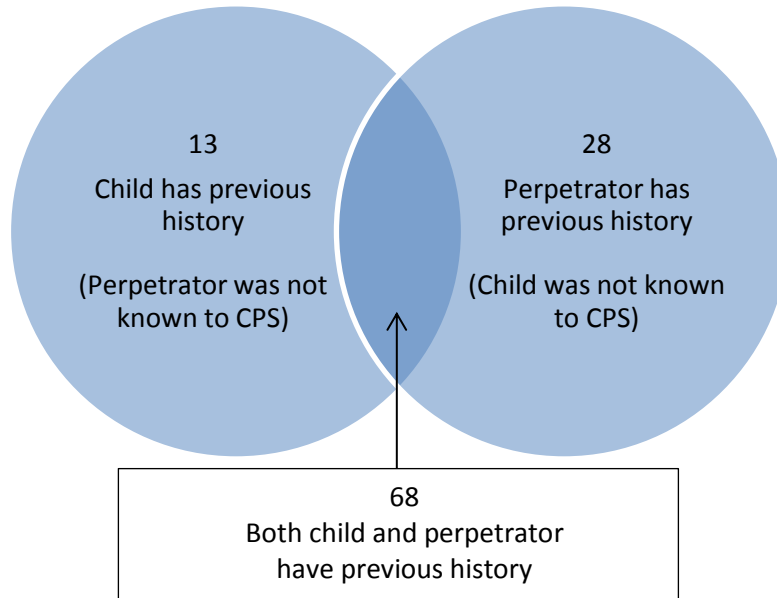 13
Child has previous
history
(Perpetrator was not
known to CPS)
28
Perpetrator has
previous history
(Child was not known
to CPS)
68
Both child and perpetrator
have previous history